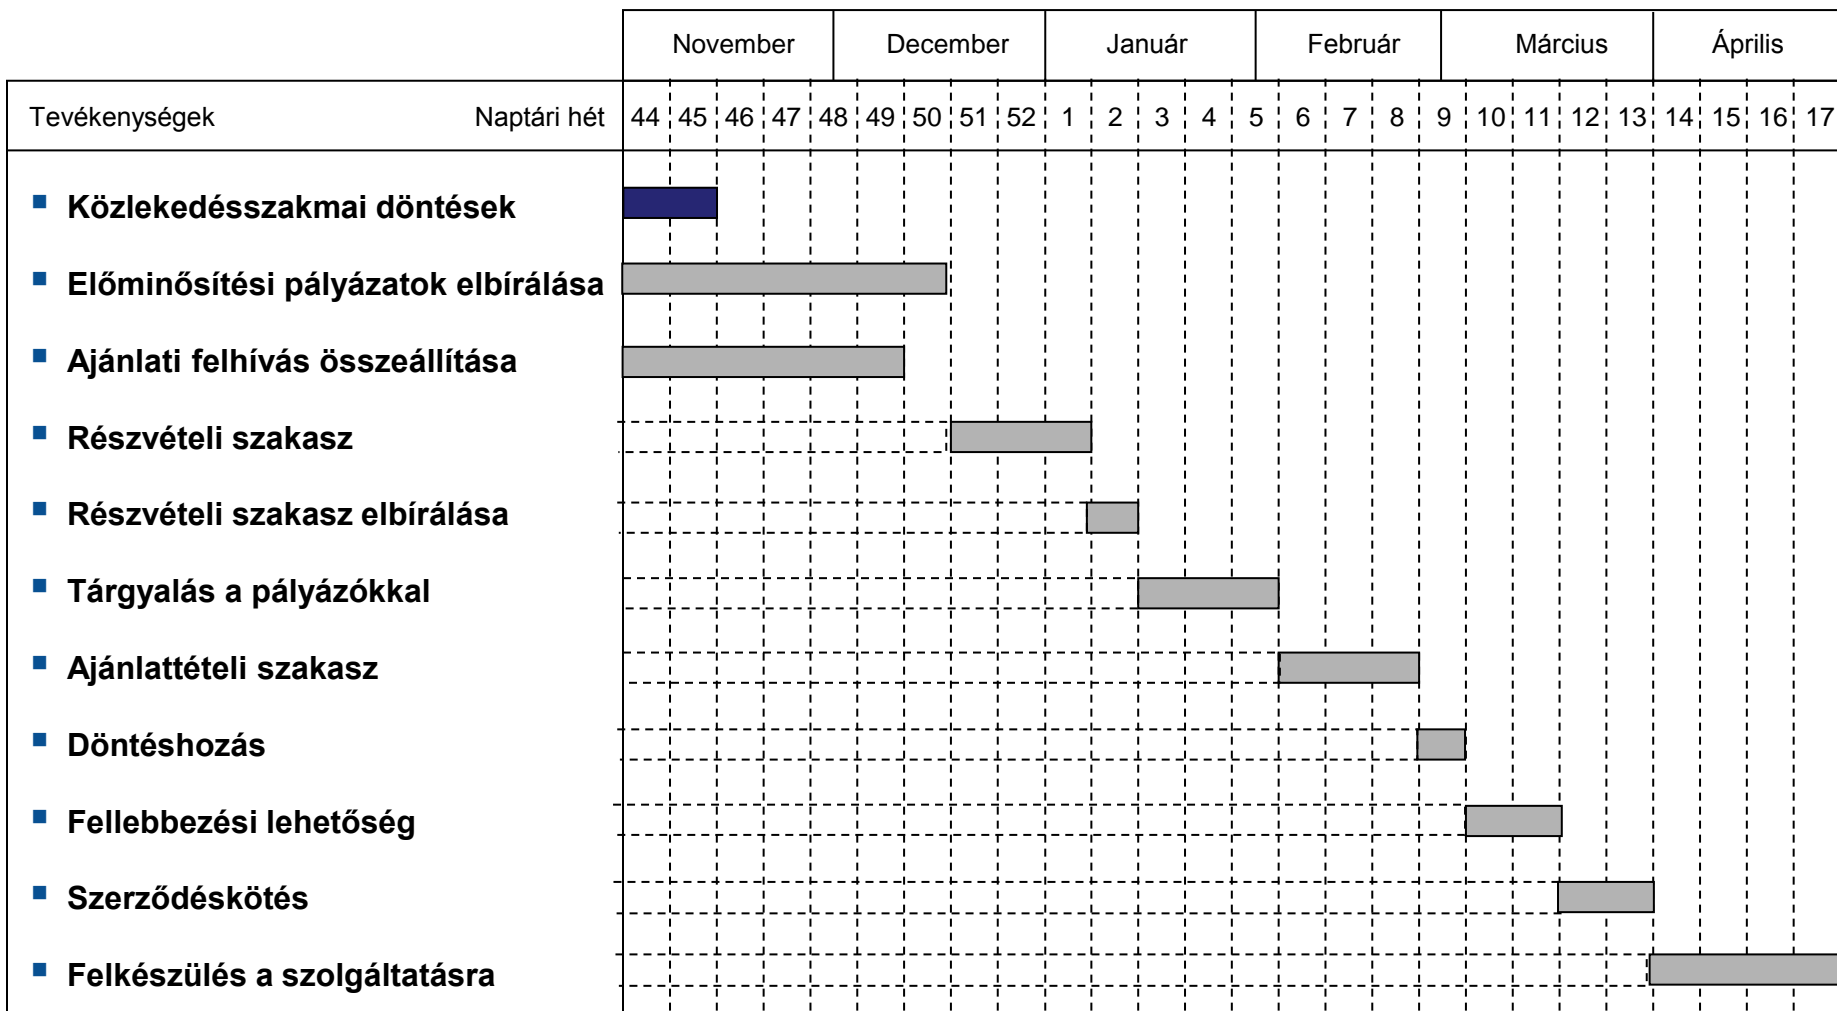 November December Január Február Március Április
Tevékenységek Naptári hét 44 45 46 47 48 49 50 51 52 1 2 3 4 5 6 7 8 9 10 11 12 13 14 15 16 17
Közlekedésszakmai döntések
Előminősítési pályázatok elbírálása
Ajánlati felhívás összeállítása
Részvételi szakasz
Részvételi szakasz elbírálása
Tárgyalás a pályázókkal
Ajánlattételi szakasz
Döntéshozás
Fellebbezési lehetőség
Szerződéskötés
Felkészülés a szolgáltatásra